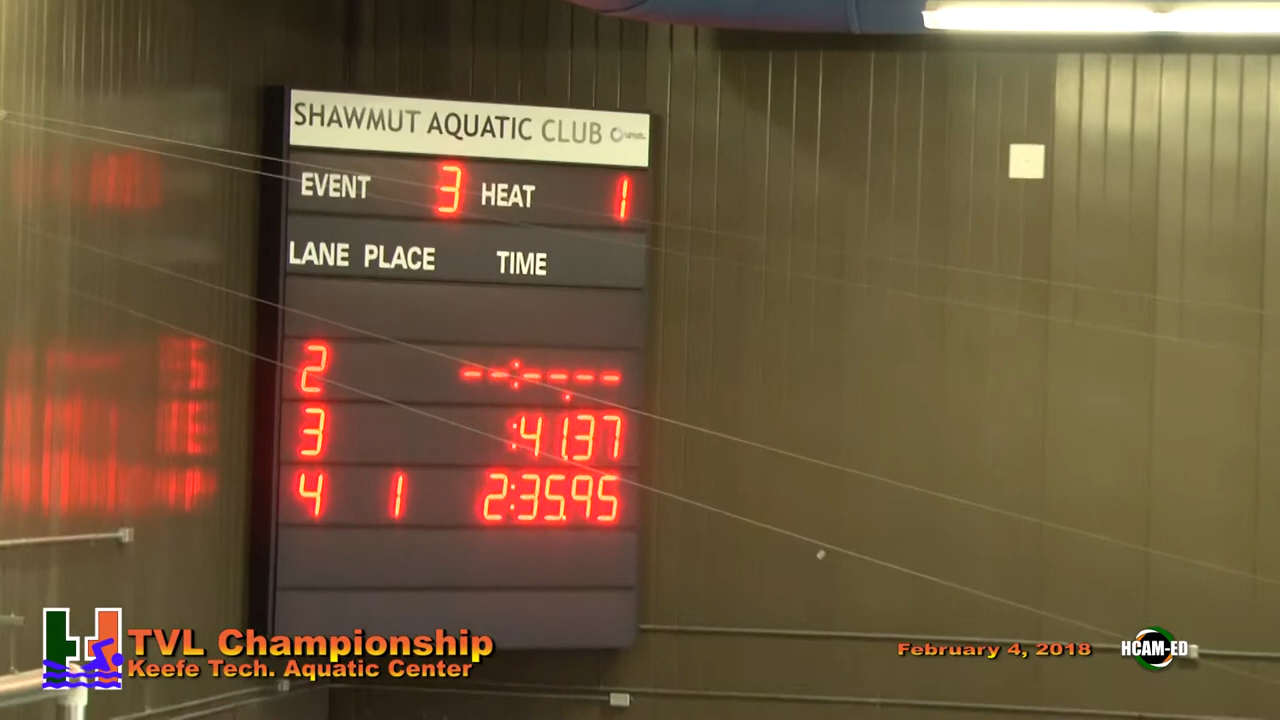 SHAWMUT AQUATIC CLUB
EVENT 3 HEAT 1
LANE PLACE TIME
2 --:--.--
3 :41.37
4 1 2:35.95
H
TVL Championship
Keefe Tech. Aquatic Center
February 4, 2018
HCAM-ED